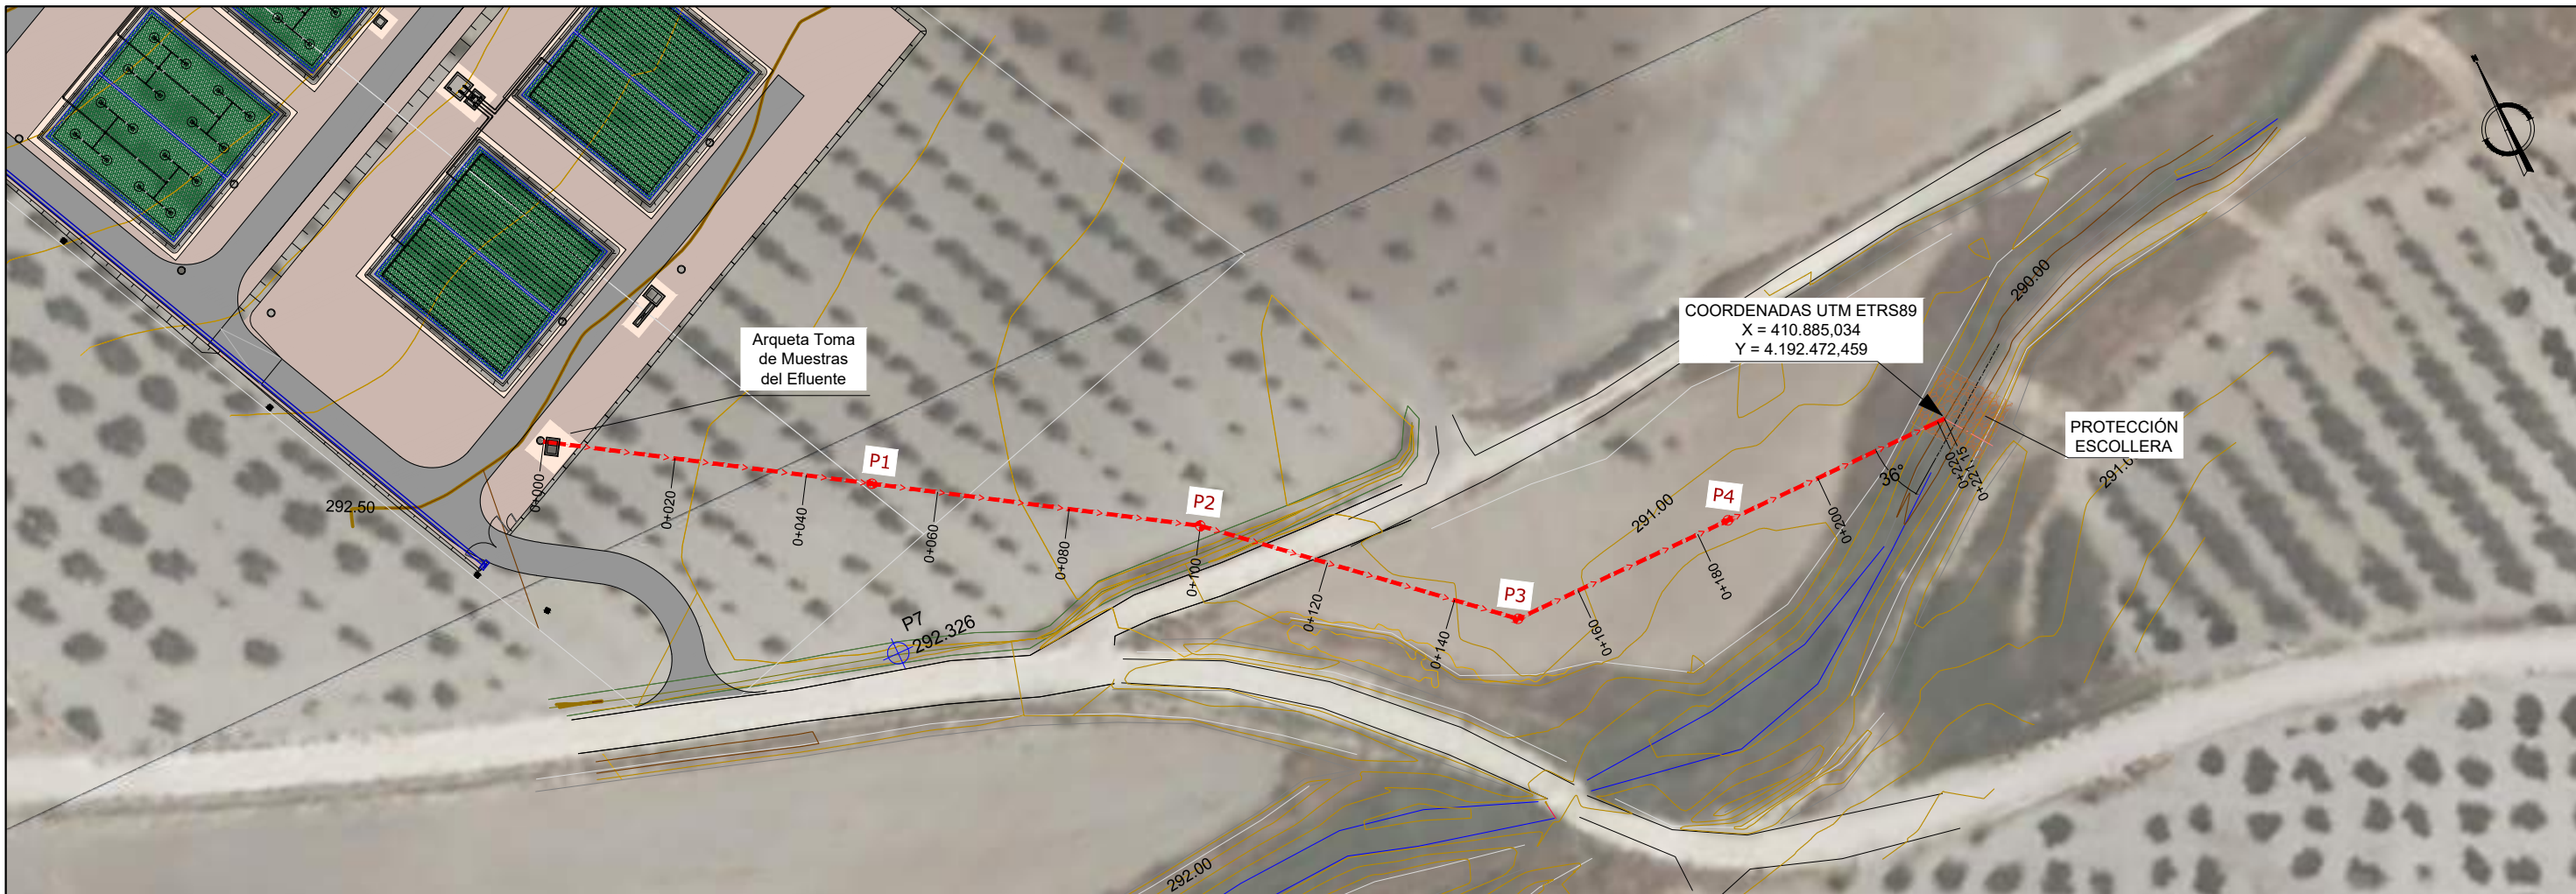 Arqueta Toma
de Muestras
del Efluente
COORDENADAS UTM ETRS89
X = 410.885,034
Y = 4.192.472,459
PROTECCIÓN
ESCOLLERA
P1
P2
P3
P4
0+000
0+020
0+040
0+060
0+080
0+100
0+120
0+140
0+160
0+180
0+200
0+220
0+221.15
36°
P7
292.326
292.50
290.00
291.00
292.00